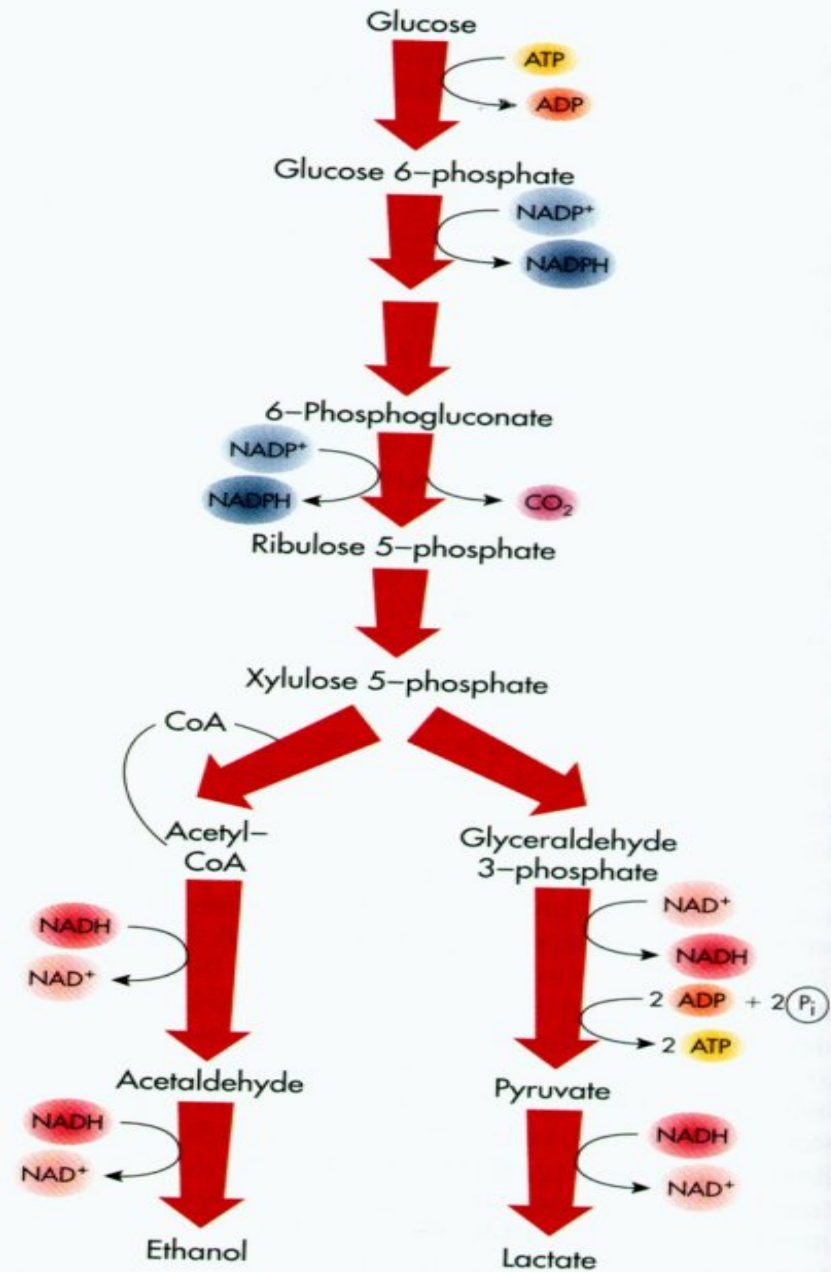 Glucose
ATP
ADP
Glucose 6–phosphate
NADP⁺
NADPH
6–Phosphogluconate
NADP⁺
NADPH
CO₂
Ribulose 5–phosphate
Xylulose 5–phosphate
CoA
Acetyl–
CoA
Glyceraldehyde
3–phosphate
NADH
NAD⁺
NAD⁺
NADH
2 ADP + 2 Pi
2 ATP
Acetaldehyde
Pyruvate
NADH
NAD⁺
NADH
NAD⁺
Ethanol
Lactate